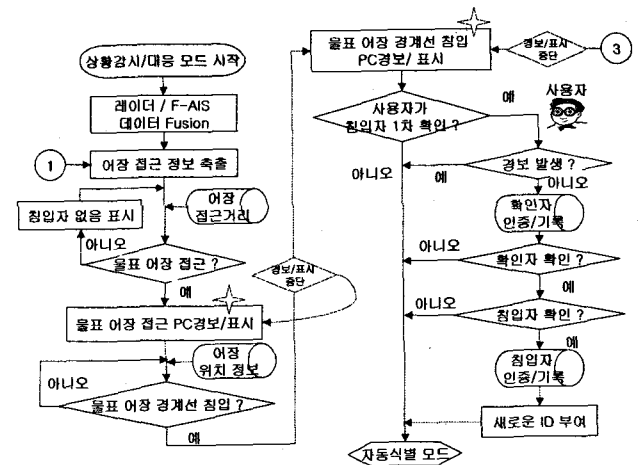 상황감시/대응 모드 시작
레이더 / F-AIS
데이터 Fusion
1
어장 접근 정보 축출
어장
접근거리
침입자 없음 표시
아니오
물표 어장 접근 ?
예
물표 어장 접근 PC경보/표시
어장
위치 정보
아니오
물표 어장 경계선 침입 ?
예
경보/표시
중단
물표 어장 경계선 침입
PC경보/ 표시
경보/표시
중단
3
사용자가
침입자 1차 확인 ?
예
사용자
아니오
경보 발생 ?
예
아니오
확인자
인증/기록
아니오
확인자 확인 ?
예
아니오
침입자 확인 ?
예
침입자
인증/기록
새로운 ID 부여
자동식별 모드